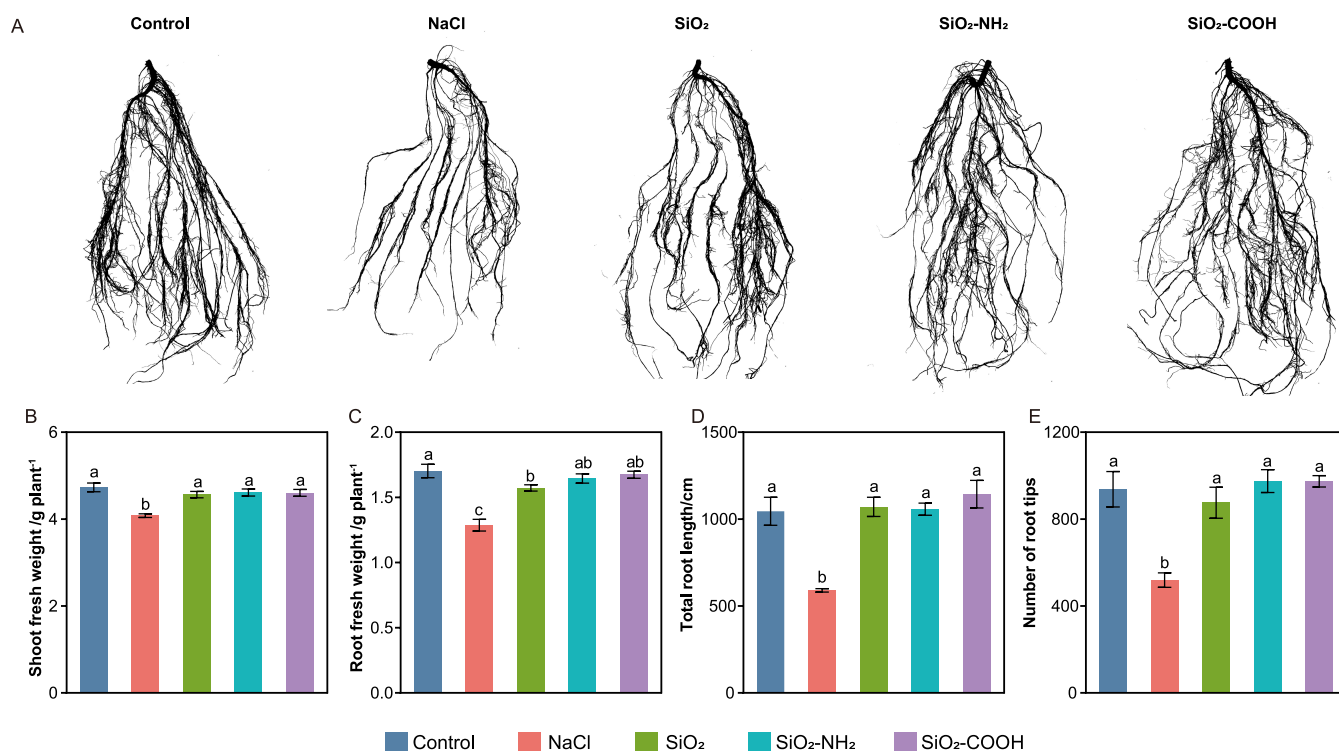 A
Control
NaCl
SiO₂
SiO₂-NH₂
SiO₂-COOH
B
Shoot fresh weight /g plant⁻¹
6
4
2
0
a
b
a
a
a
C
Root fresh weight /g plant⁻¹
2.0
1.5
1.0
0.5
0.0
a
c
b
ab
ab
D
Total root length/cm
1500
1000
500
0
a
b
a
a
a
E
Number of root tips
1200
800
400
0
a
b
a
a
a
Control
NaCl
SiO₂
SiO₂-NH₂
SiO₂-COOH